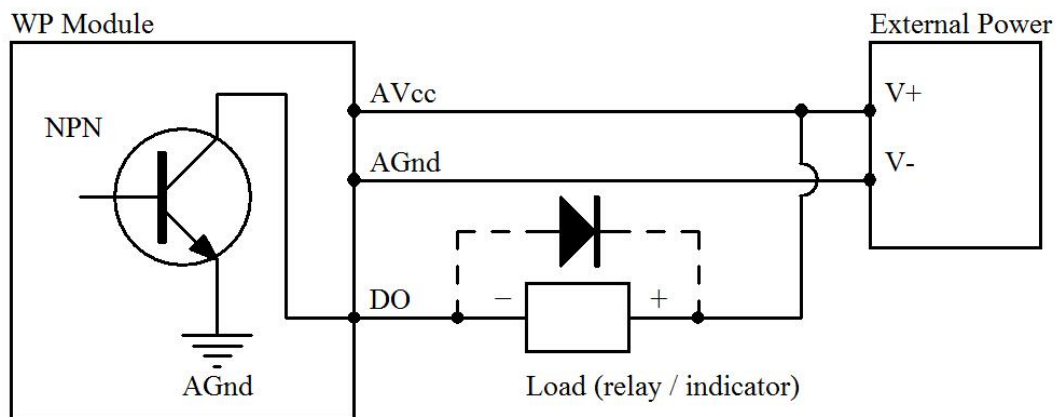 WP Module
External Power
AVcc
V+
NPN
AGnd
V-
DO
− +
AGnd
Load (relay / indicator)